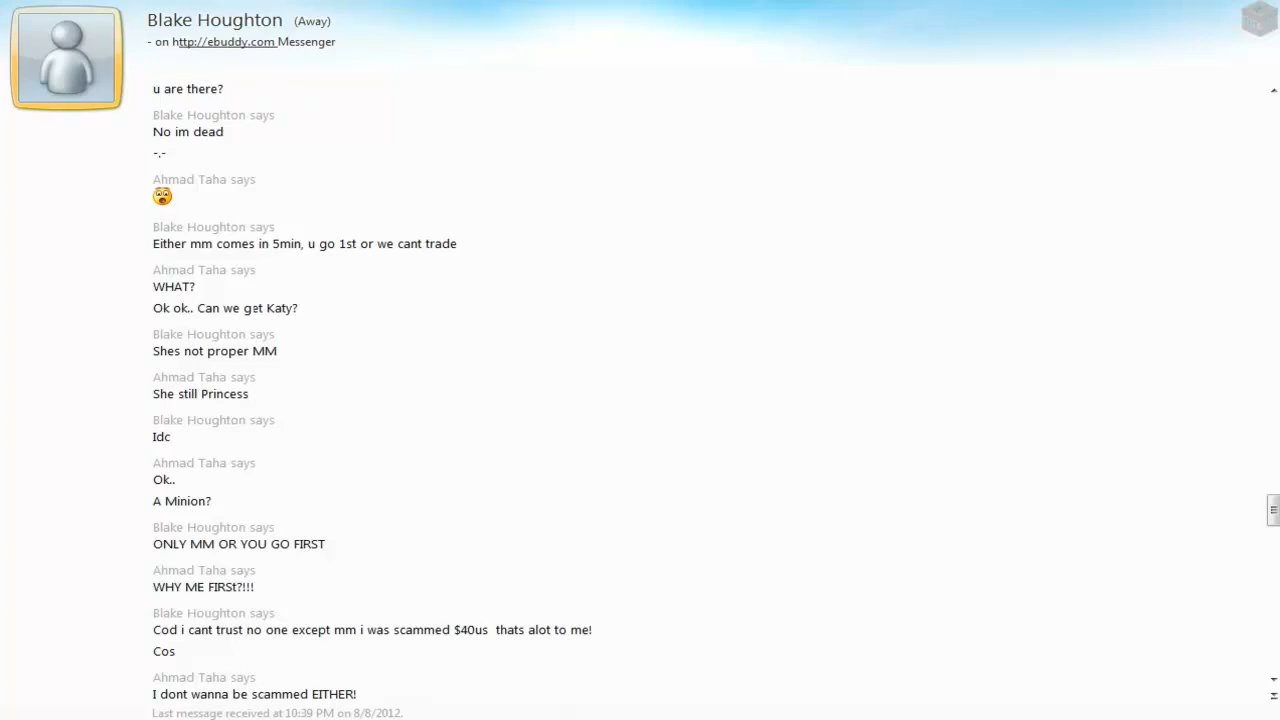 Blake Houghton (Away)
- on http://ebuddy.com Messenger
u are there?
Blake Houghton says
No im dead
-.-
Ahmad Taha says
Blake Houghton says
Either mm comes in 5min, u go 1st or we cant trade
Ahmad Taha says
WHAT?
Ok ok.. Can we get Katy?
Blake Houghton says
Shes not proper MM
Ahmad Taha says
She still Princess
Blake Houghton says
Idc
Ahmad Taha says
Ok..
A Minion?
Blake Houghton says
ONLY MM OR YOU GO FIRST
Ahmad Taha says
WHY ME FIRSt?!!!
Blake Houghton says
Cod i cant trust no one except mm i was scammed $40us  thats alot to me!
Cos
Ahmad Taha says
I dont wanna be scammed EITHER!
Last message received at 10:39 PM on 8/8/2012.